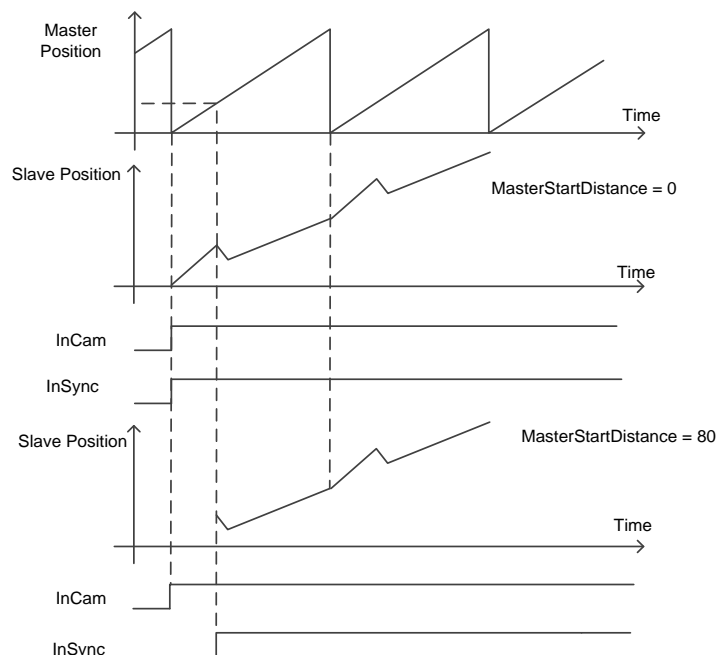 Master
Position
Time
Slave Position
MasterStartDistance = 0
Time
InCam
InSync
Slave Position
MasterStartDistance = 80
Time
InCam
InSync